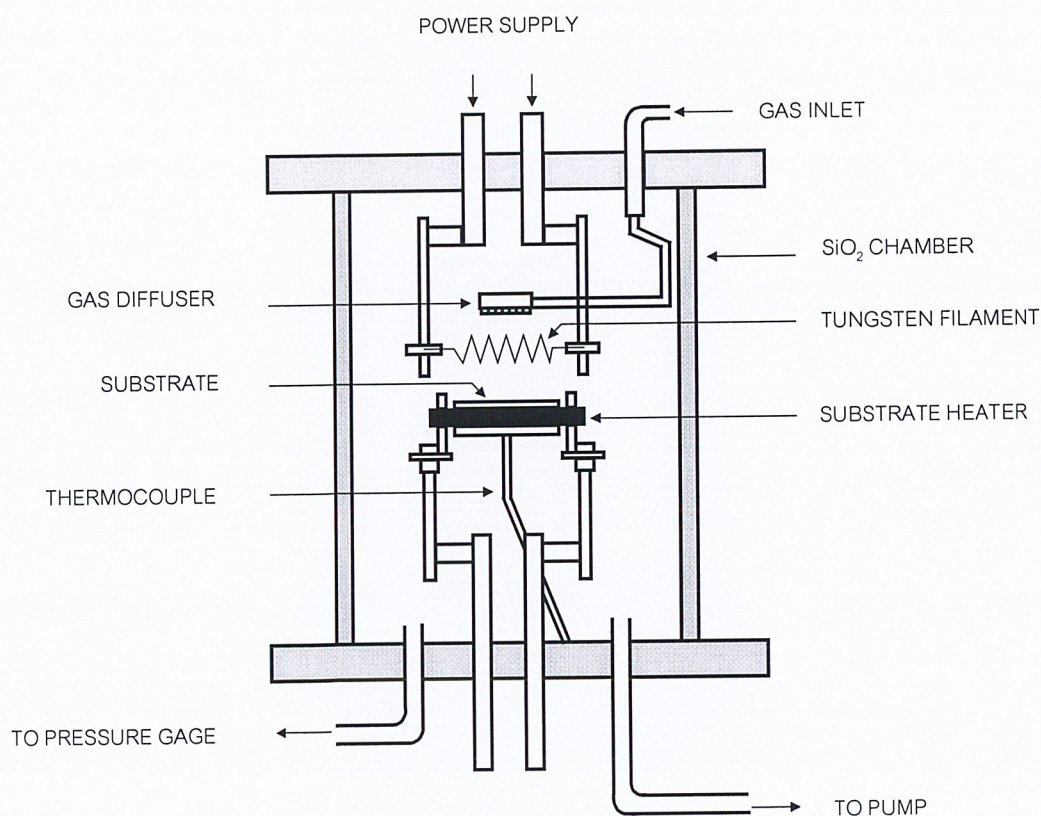 POWER SUPPLY
GAS INLET
SiO₂ CHAMBER
GAS DIFFUSER
TUNGSTEN FILAMENT
SUBSTRATE
SUBSTRATE HEATER
THERMOCOUPLE
TO PRESSURE GAGE
TO PUMP